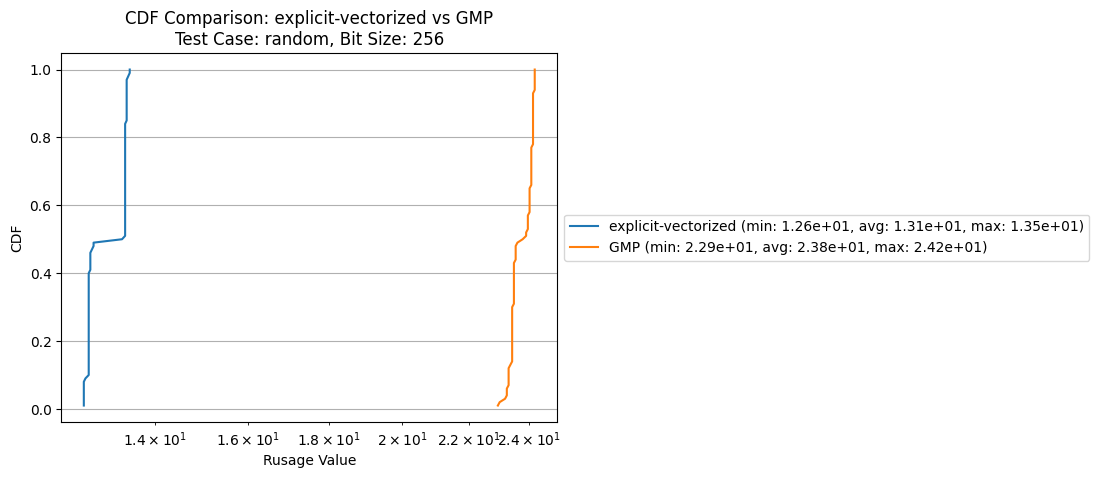 CDF Comparison: explicit-vectorized vs GMP
Test Case: random, Bit Size: 256
1.0
0.8
0.6
0.4
0.2
0.0
CDF
1.4 × 10¹
1.6 × 10¹
1.8 × 10¹
2 × 10¹
2.2 × 10¹
2.4 × 10¹
Rusage Value
explicit-vectorized (min: 1.26e+01, avg: 1.31e+01, max: 1.35e+01)
GMP (min: 2.29e+01, avg: 2.38e+01, max: 2.42e+01)